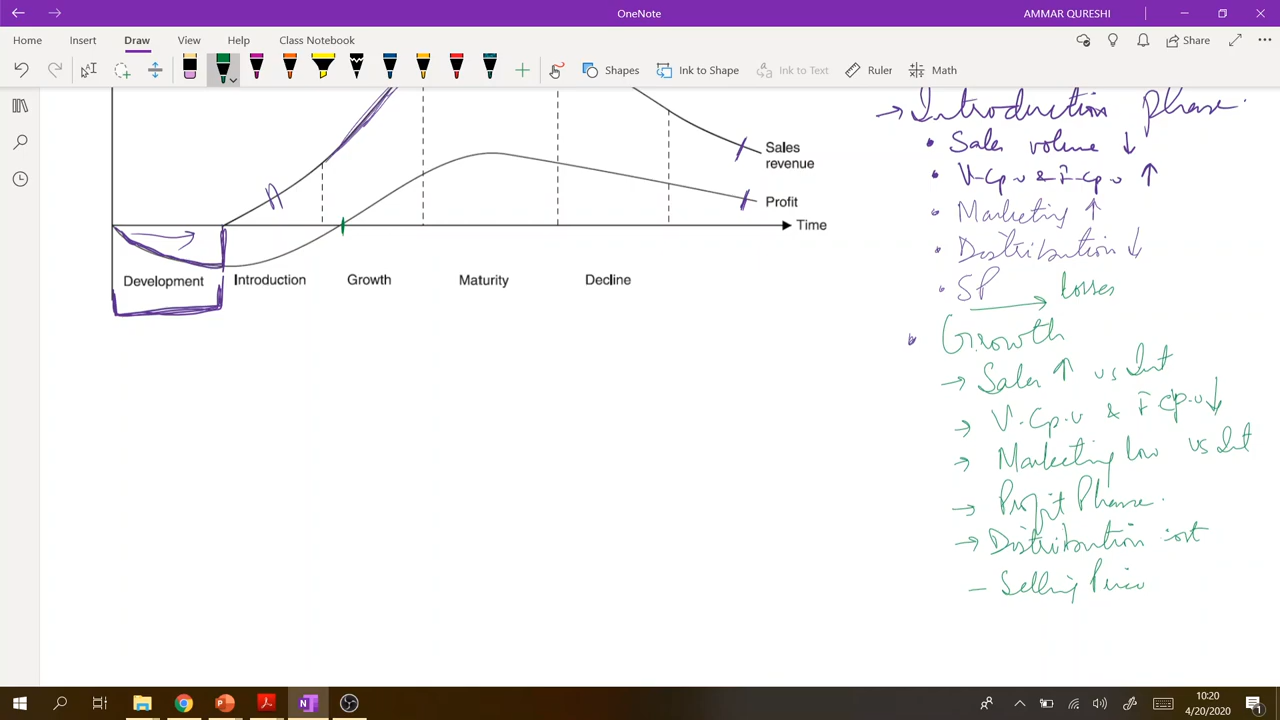 OneNote
AMMAR QURESHI
Home Insert Draw View Help Class Notebook
Share
Shapes Ink to Shape Ink to Text Ruler Math
Sales revenue
Profit
Time
Development Introduction Growth Maturity Decline
→ Introduction phase.
• Sales volume ↓
• V-Cp.u & F-cp.u ↑
• Marketing ↑
• Distribution ↓
• SP → losses
• Growth
→ Sales ↑ vs Int
→ V.Cp.u & F cp.u ↓
→ Marketing low vs Int
→ Profit Phase.
→ Distribution cost
- Selling Price
10:20
4/20/2020